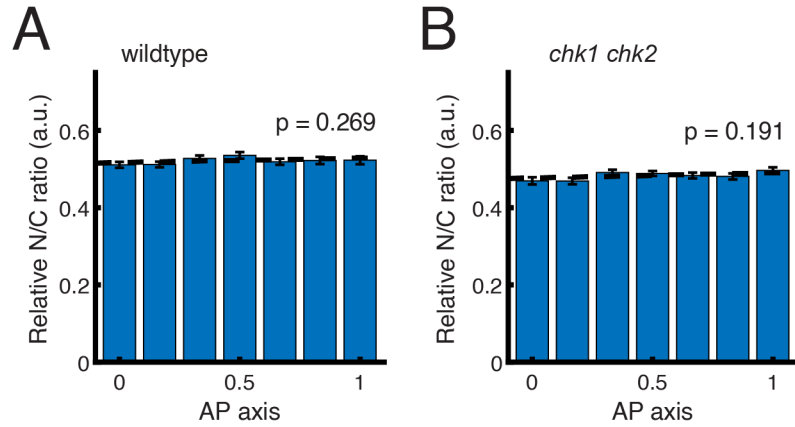 A
wildtype
Relative N/C ratio (a.u.)
0.6
0.4
0.2
0
p = 0.269
0
0.5
1
AP axis
B
chk1 chk2
Relative N/C ratio (a.u.)
0.6
0.4
0.2
0
p = 0.191
0
0.5
1
AP axis